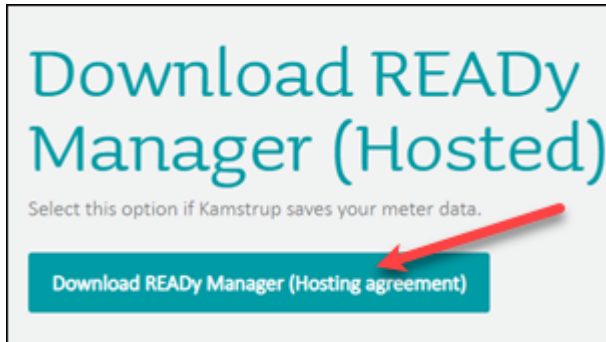 Download READy
Manager (Hosted)
Select this option if Kamstrup saves your meter data.
Download READy Manager (Hosting agreement)